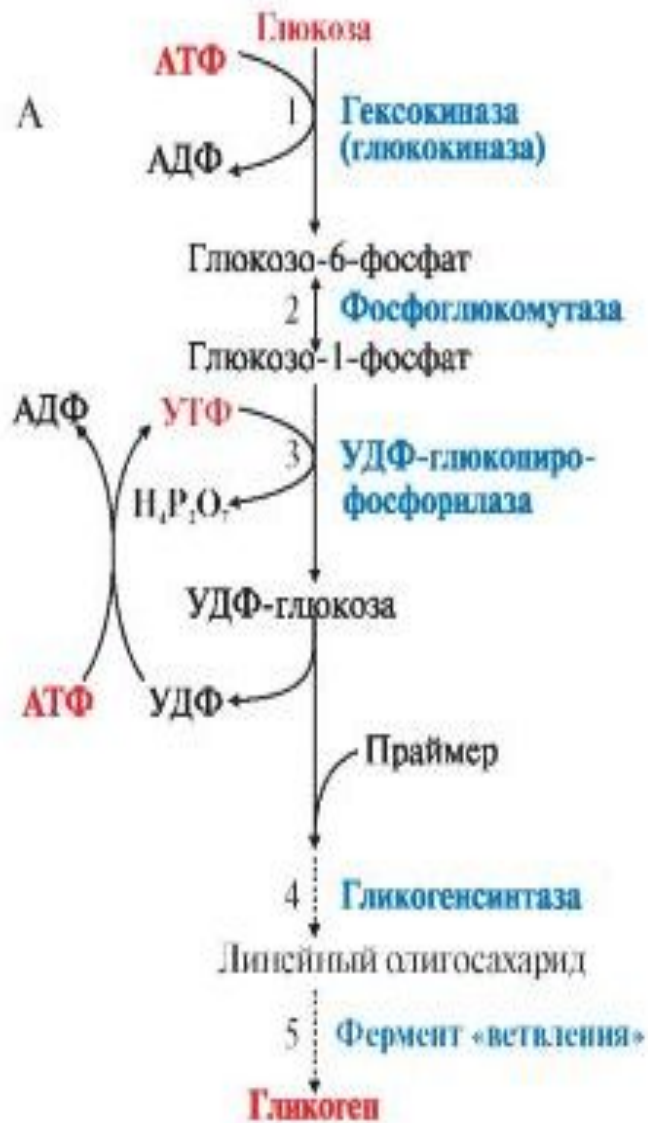 Глюкоза
АТФ
А
1
Гексокиназа
(глюкокиназа)
АДФ
Глюкозо-6-фосфат
2
Фосфоглюкомутаза
Глюкозо-1-фосфат
АДФ
УТФ
3
УДФ-глюкопиро-
фосфорилаза
H₄P₂O₇
УДФ-глюкоза
АТФ
УДФ
Праймер
4
Гликогенсинтаза
Линейный олигосахарид
5
Фермент «ветвления»
Гликоген